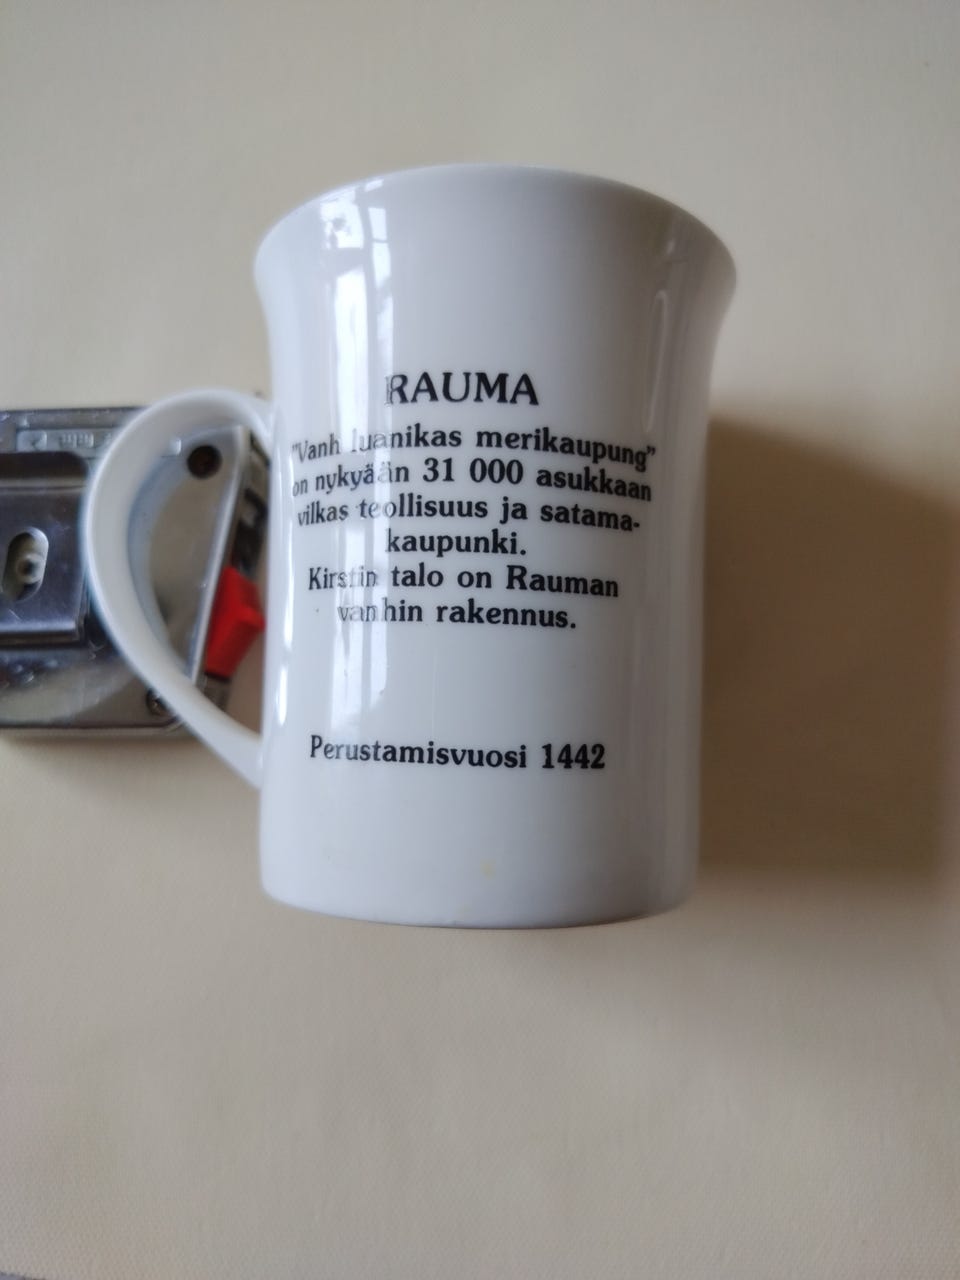 RAUMA
"Vanh luanikas merikaupung"
on nykyään 31 000 asukkaan
vilkas teollisuus ja satama-
kaupunki.
Kirstin talo on Rauman
vanhin rakennus.
Perustamisvuosi 1442